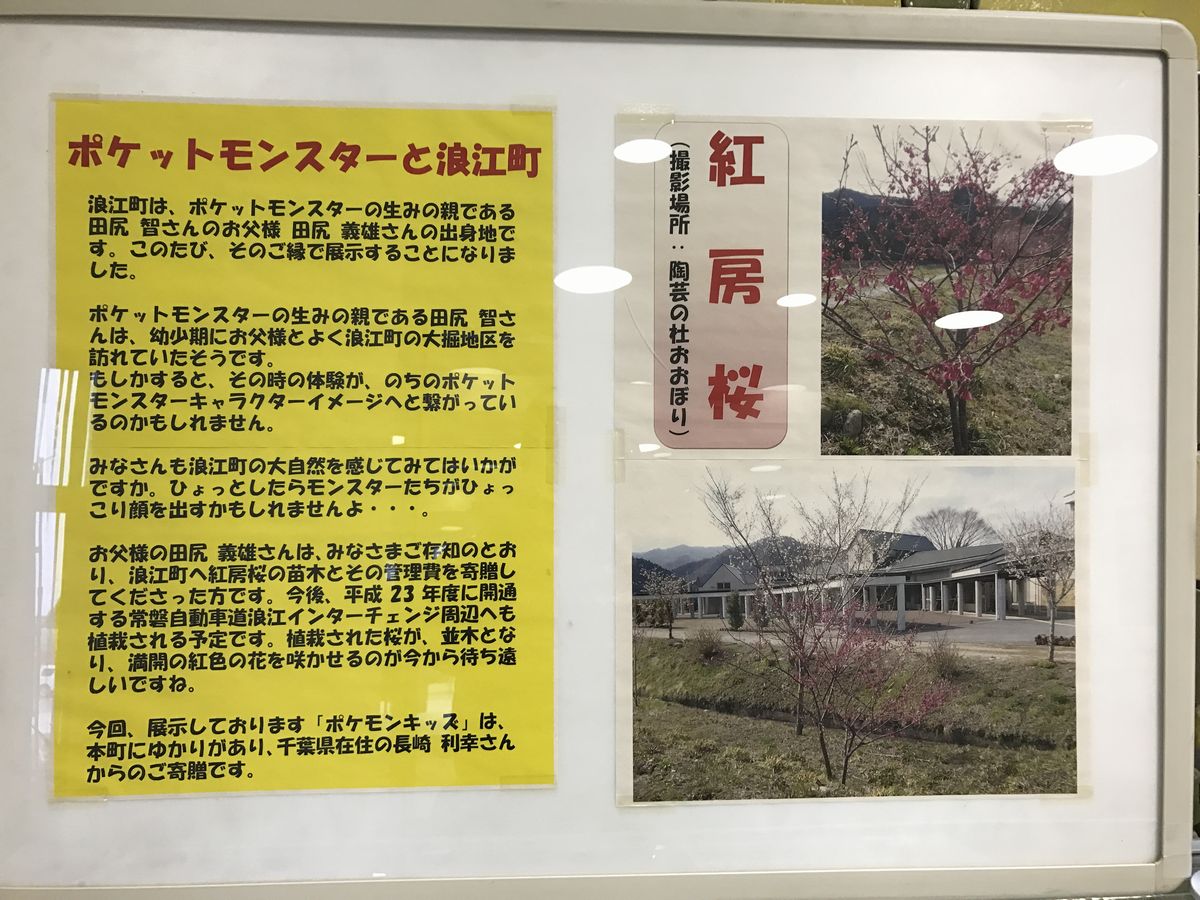 ポケットモンスターと浪江町
浪江町は、ポケットモンスターの生みの親である
田尻 智さんのお父様 田尻 義雄さんの出身地で
す。このたび、そのご縁で展示することになりま
した。
ポケットモンスターの生みの親である田尻 智さ
んは、幼少期にお父様とよく浪江町の大堀地区を
訪れていたそうです。
もしかすると、その時の体験が、のちのポケット
モンスターキャラクターイメージへと繋がってい
るのかもしれません。
みなさんも浪江町の大自然を感じてみてはいかが
ですか。ひょっとしたらモンスターたちがひょっ
こり顔を出すかもしれませんよ・・・。
お父様の田尻 義雄さんは、みなさまご存知のとお
り、浪江町へ紅房桜の苗木とその管理費を寄贈し
てくださった方です。今後、平成 23 年度に開通
する常磐自動車道浪江インターチェンジ周辺へも
植栽される予定です。植栽された桜が、並木とな
り、満開の紅色の花を咲かせるのが今から待ち遠
しいですね。
今回、展示しております「ポケモンキッズ」は、
本町にゆかりがあり、千葉県在住の長崎 利幸さん
からのご寄贈です。
紅房桜
（撮影場所：陶芸の杜おおぼり）